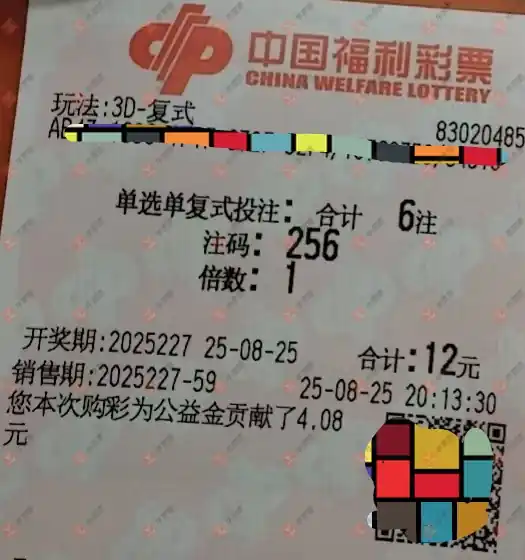 中国福利彩票
CHINA WELFARE LOTTERY
玩法:3D-复式
83020485
单选单复式投注: 合计 6注
注码: 256
倍数: 1
开奖期:2025227 25-08-25 合计:12元
销售期:2025227-59 25-08-25 20:13:30
您本次购彩为公益金贡献了4.08
元